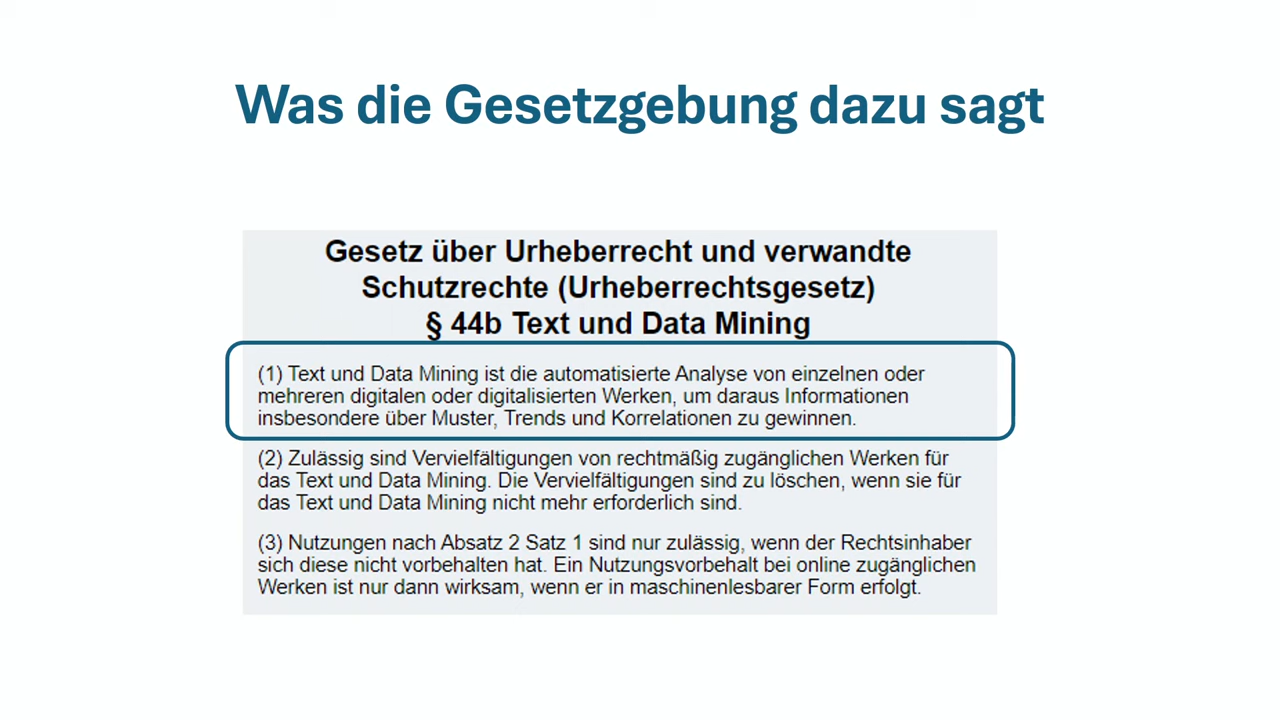 Was die Gesetzgebung dazu sagt
Gesetz über Urheberrecht und verwandte
Schutzrechte (Urheberrechtsgesetz)
§ 44b Text und Data Mining
(1) Text und Data Mining ist die automatisierte Analyse von einzelnen oder
mehreren digitalen oder digitalisierten Werken, um daraus Informationen
insbesondere über Muster, Trends und Korrelationen zu gewinnen.
(2) Zulässig sind Vervielfältigungen von rechtmäßig zugänglichen Werken für
das Text und Data Mining. Die Vervielfältigungen sind zu löschen, wenn sie für
das Text und Data Mining nicht mehr erforderlich sind.
(3) Nutzungen nach Absatz 2 Satz 1 sind nur zulässig, wenn der Rechtsinhaber
sich diese nicht vorbehalten hat. Ein Nutzungsvorbehalt bei online zugänglichen
Werken ist nur dann wirksam, wenn er in maschinenlesbarer Form erfolgt.